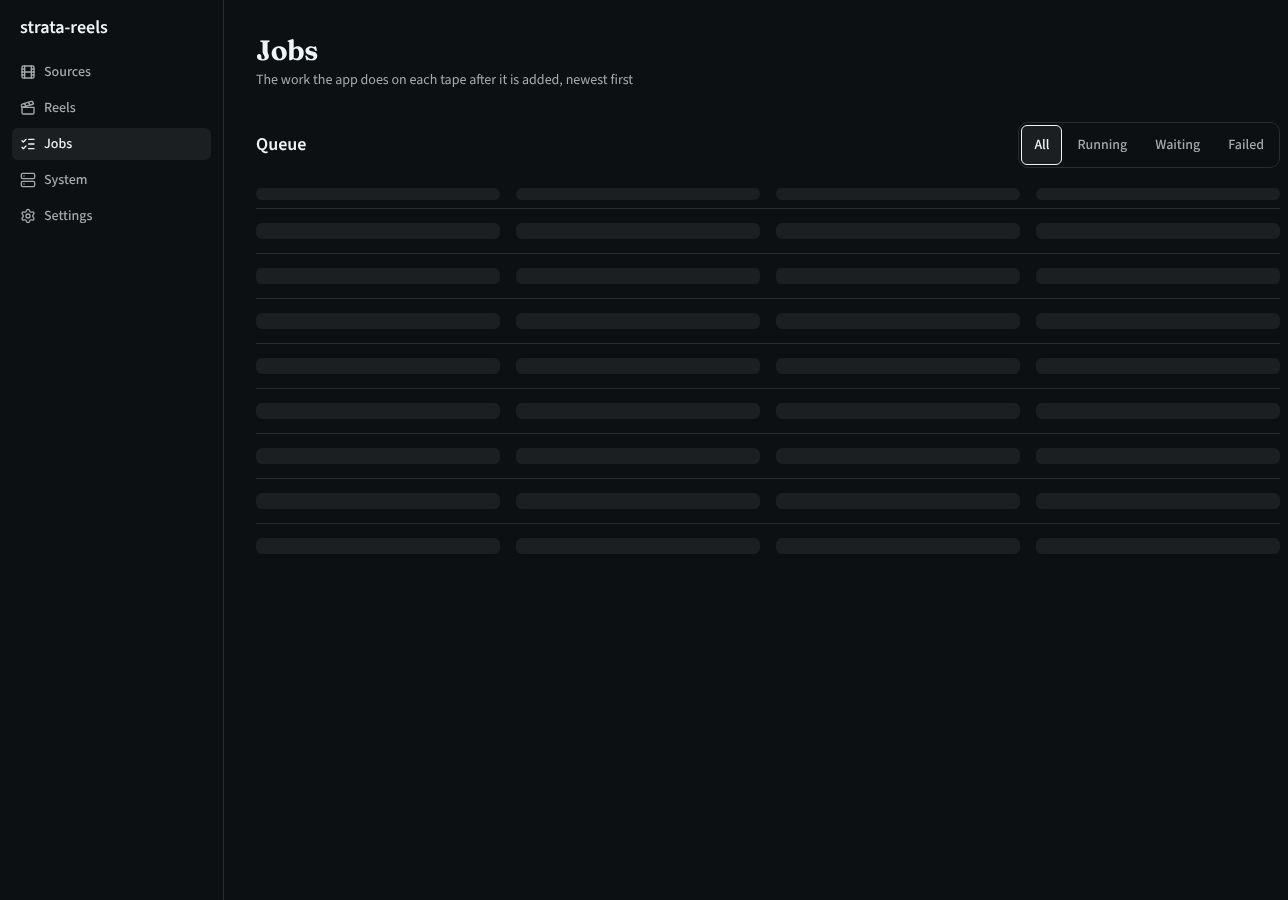 strata-reels
Sources
Reels
Jobs
System
Settings
Jobs
The work the app does on each tape after it is added, newest first
Queue
All
Running
Waiting
Failed